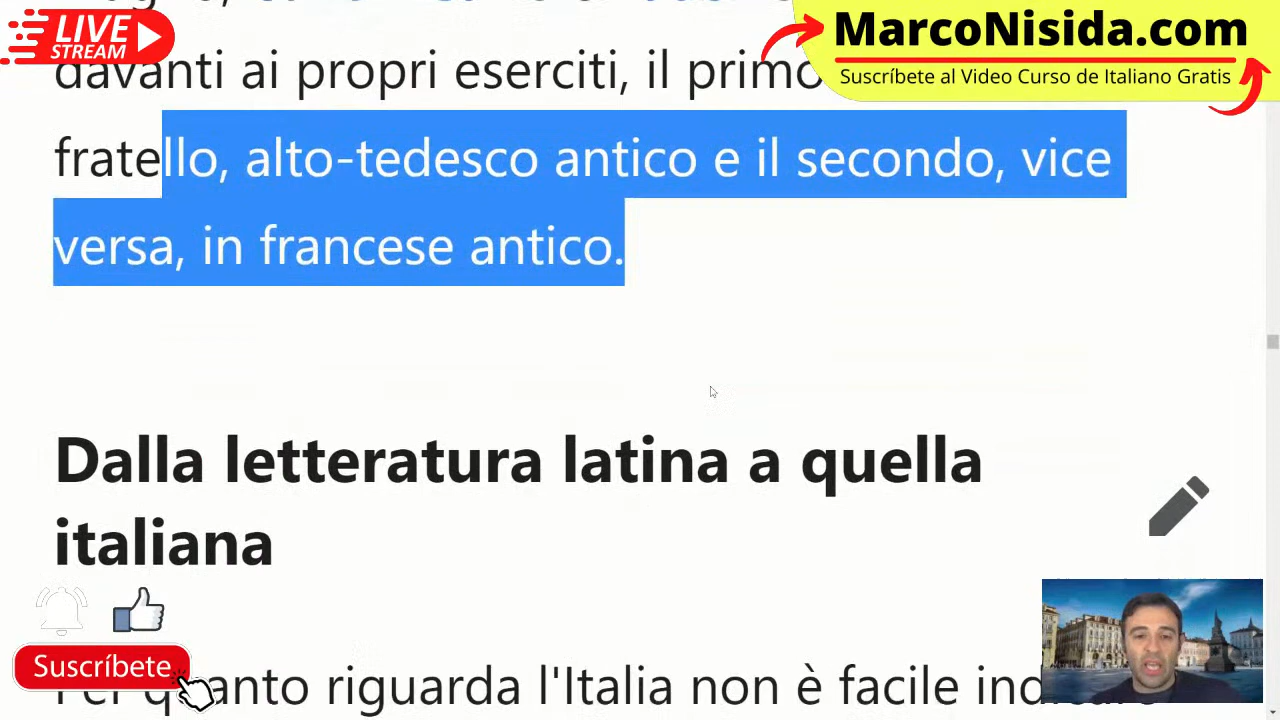 LIVE
STREAM
MarcoNisida.com
Suscríbete al Video Curso de Italiano Gratis
davanti ai propri eserciti, il primo
fratello, alto-tedesco antico e il secondo, vice
versa, in francese antico.
Dalla letteratura latina a quella
italiana
Suscríbete
Per quanto riguarda l'Italia non è facile